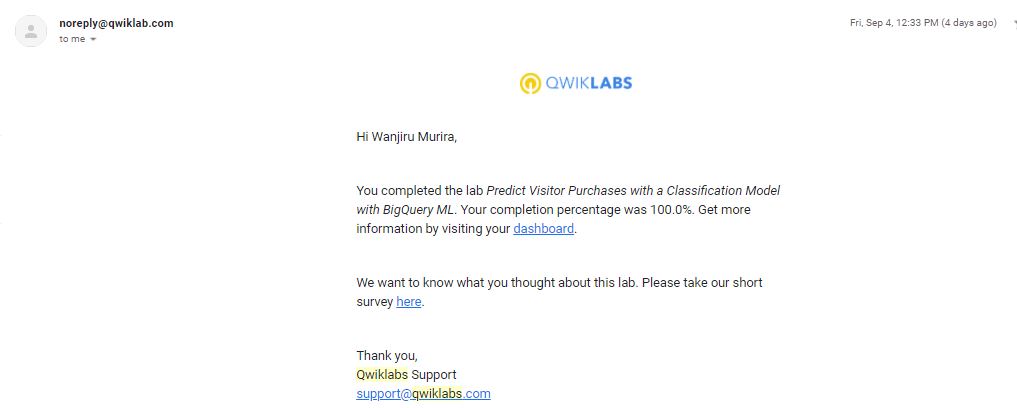 noreply@qwiklab.com
Fri, Sep 4, 12:33 PM (4 days ago)
to me
QWIKLABS
Hi Wanjiru Murira,
You completed the lab Predict Visitor Purchases with a Classification Model
with BigQuery ML. Your completion percentage was 100.0%. Get more
information by visiting your dashboard.
We want to know what you thought about this lab. Please take our short
survey here.
Thank you,
Qwiklabs Support
support@qwiklabs.com